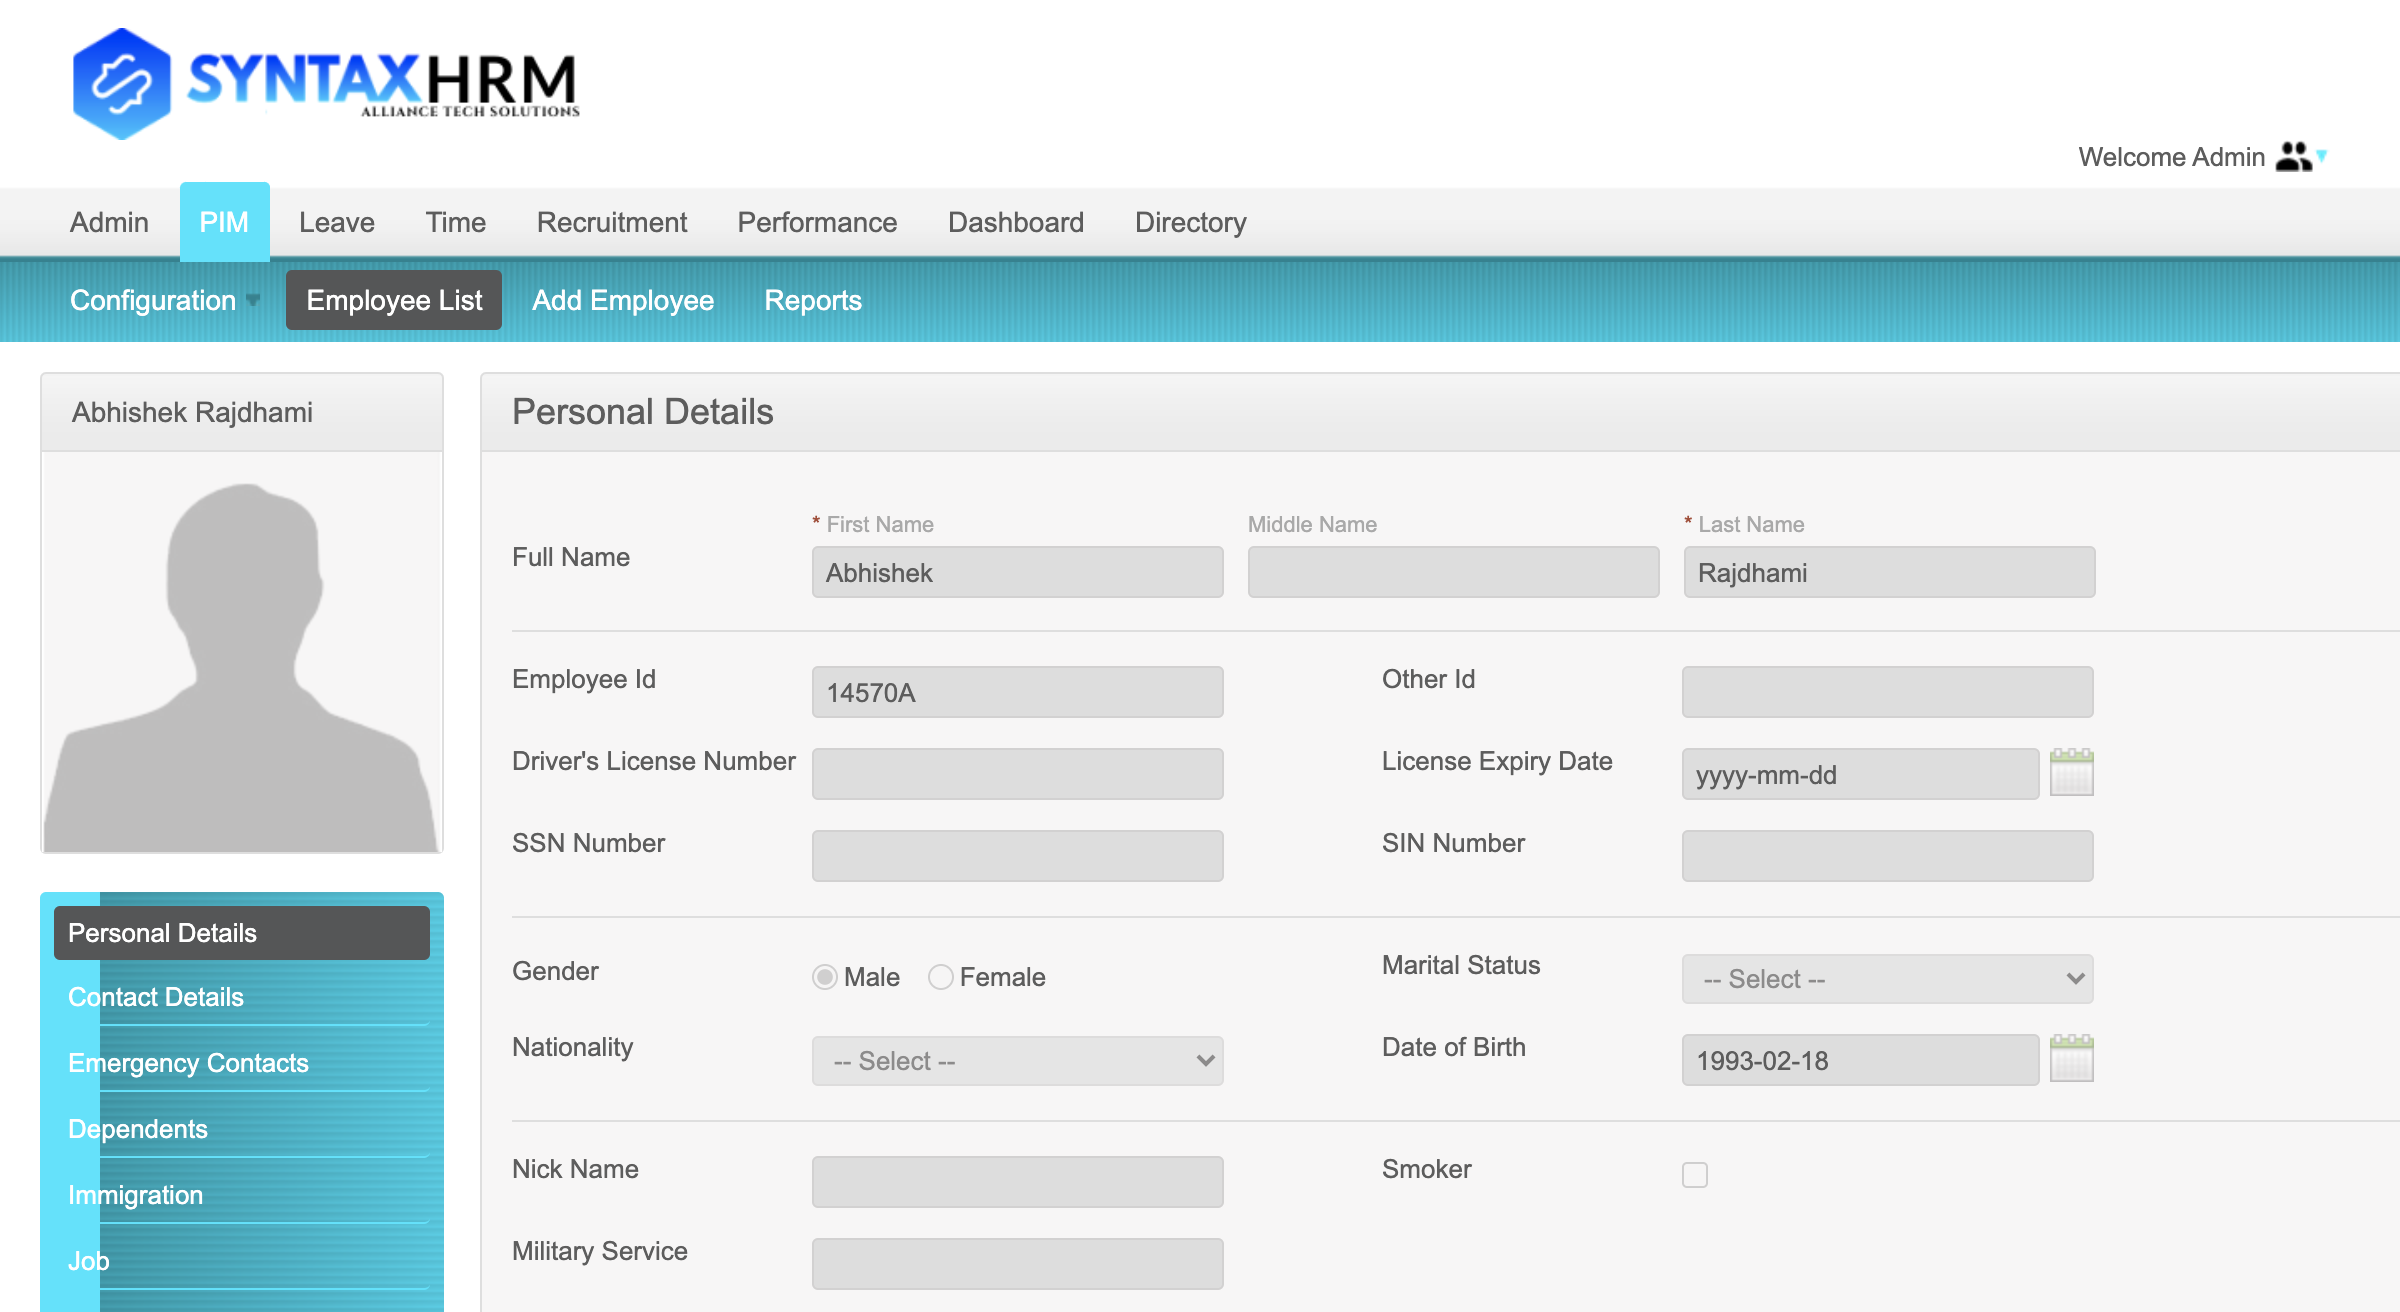 SYNTAXHRM
ALLIANCE TECH SOLUTIONS
Welcome Admin
Admin PIM Leave Time Recruitment Performance Dashboard Directory
Configuration Employee List Add Employee Reports
Abhishek Rajdhami
Personal Details
Contact Details
Emergency Contacts
Dependents
Immigration
Job
Personal Details
* First Name Middle Name * Last Name
Full Name Abhishek Rajdhami
Employee Id 14570A Other Id
Driver's License Number License Expiry Date yyyy-mm-dd
SSN Number SIN Number
Gender Male Female Marital Status -- Select --
Nationality -- Select -- Date of Birth 1993-02-18
Nick Name Smoker
Military Service